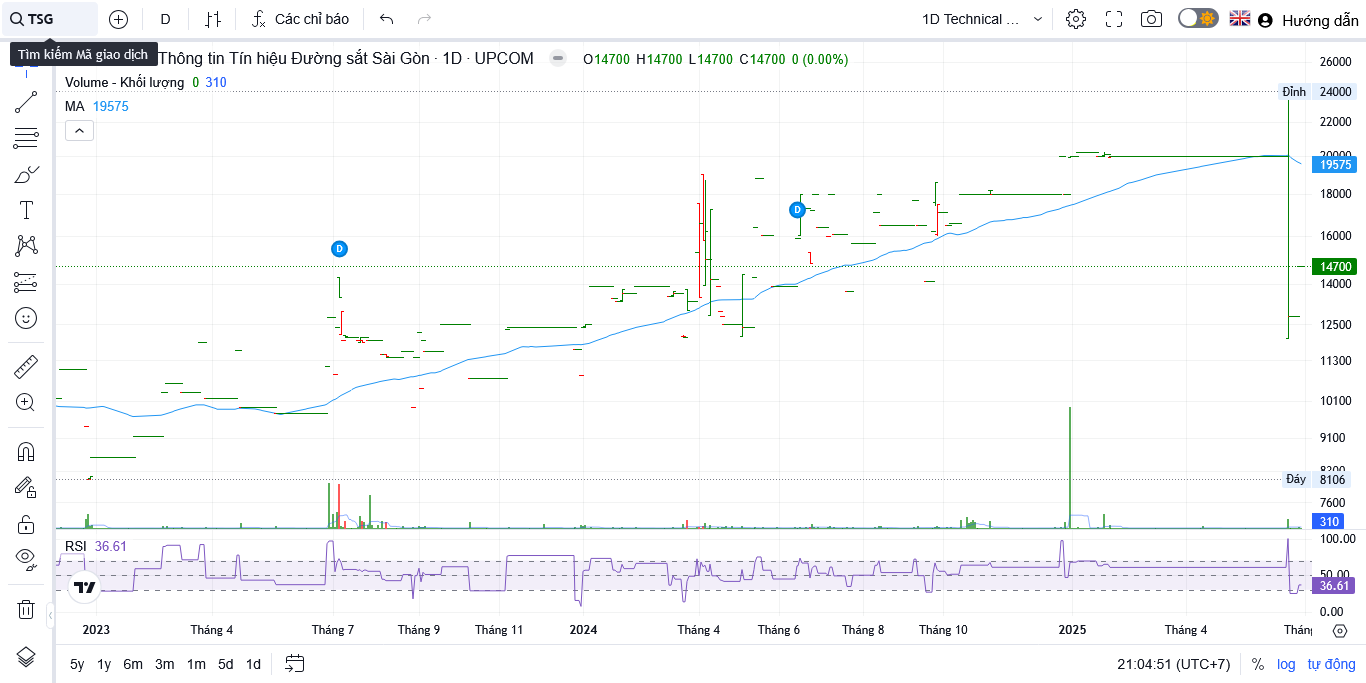 TSG
D
Các chỉ báo
1D Technical ...
Hướng dẫn
Tìm kiếm Mã giao dịch
Thông tin Tín hiệu Đường sắt Sài Gòn · 1D · UPCOM
O14700 H14700 L14700 C14700 0 (0.00%)
Volume - Khối lượng 0 310
MA 19575
26000
Đỉnh 24000
22000
20000
19575
18000
16000
14700
14000
12500
11300
10100
9100
8200
Đáy 8106
7600
310
D
D
RSI 36.61
100.00
50.00
36.61
0.00
2023 Tháng 4 Tháng 7 Tháng 9 Tháng 11 2024 Tháng 4 Tháng 6 Tháng 8 Tháng 10 2025 Tháng 4 Thán
5y 1y 6m 3m 1m 5d 1d
21:04:51 (UTC+7) % log tự động